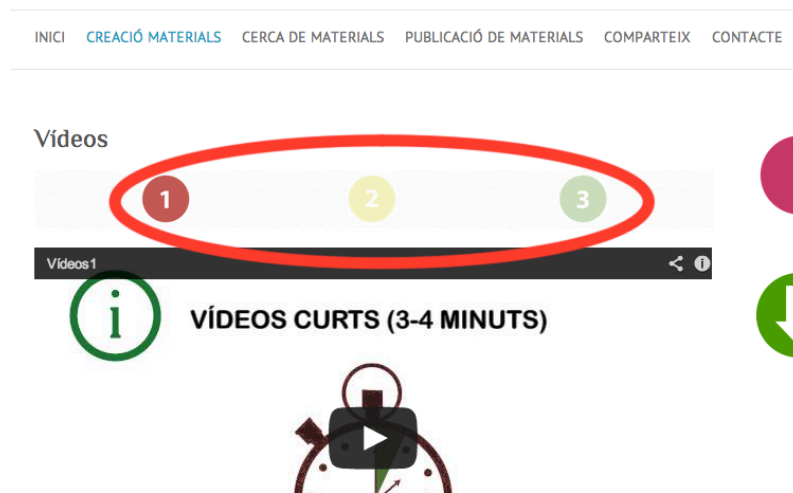 INICI CREACIÓ MATERIALS CERCA DE MATERIALS PUBLICACIÓ DE MATERIALS COMPARTEIX CONTACTE
Vídeos
1 2 3
Vídeos1
i
i VÍDEOS CURTS (3-4 MINUTS)